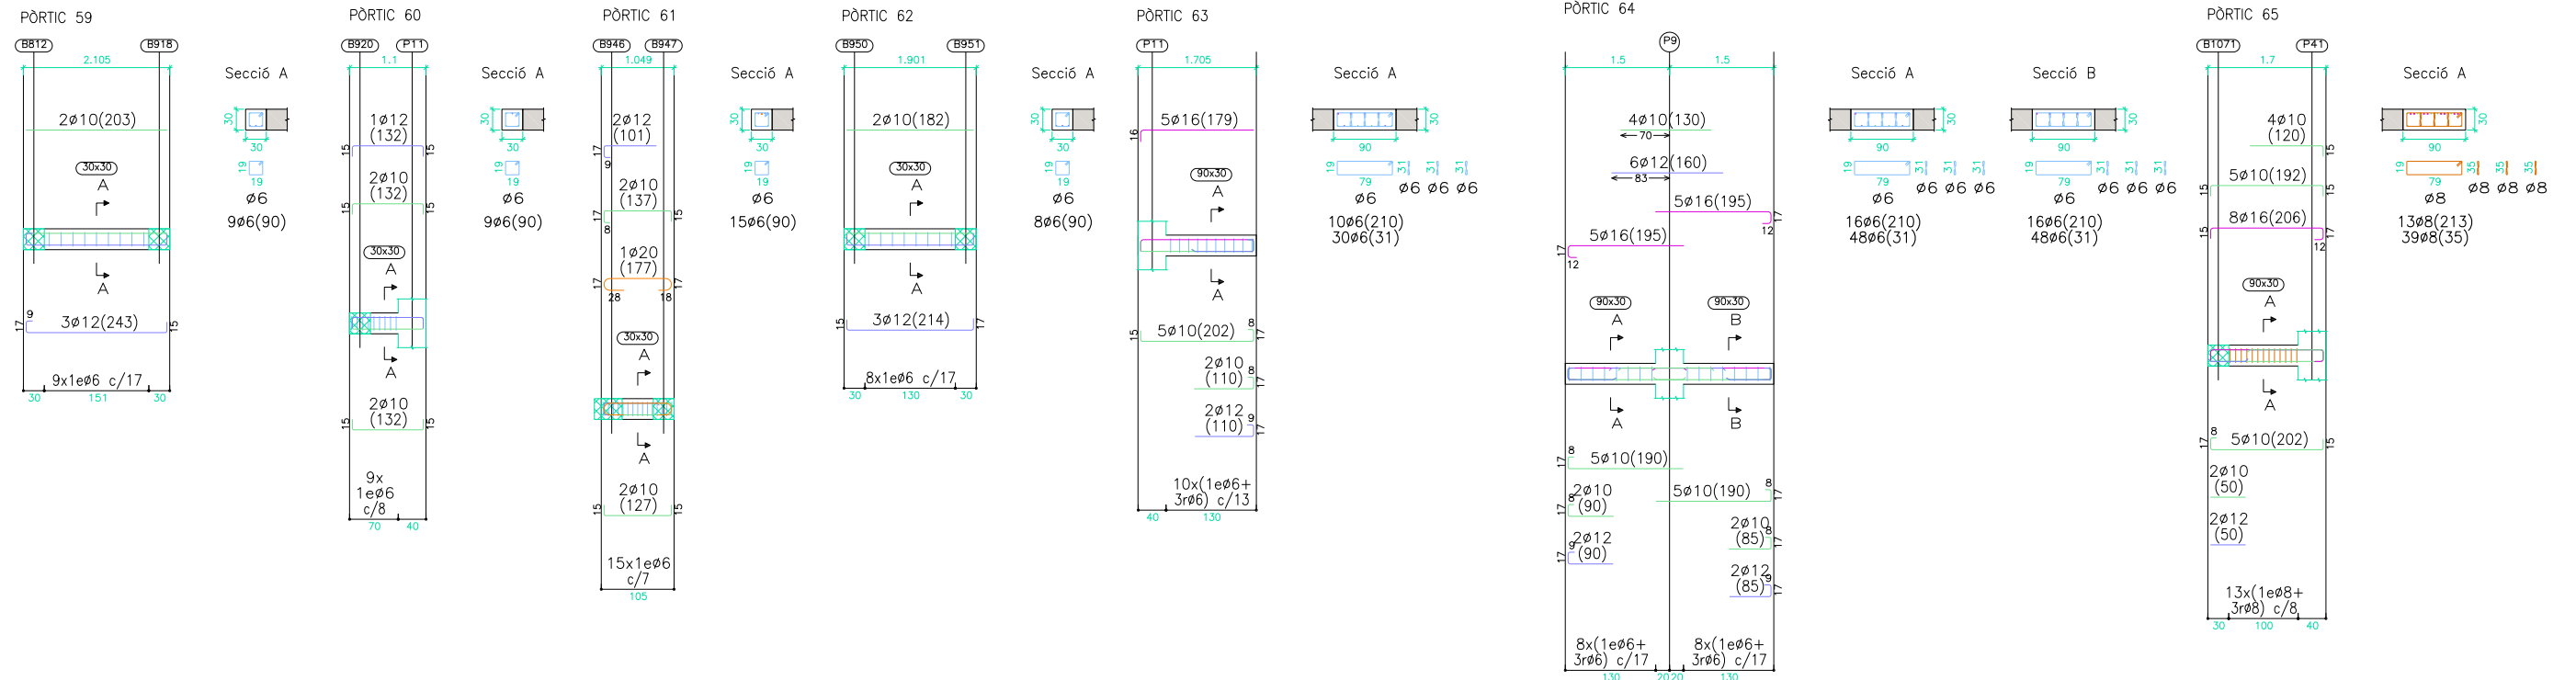 PÒRTIC 59
B812
B918
2.105
2ø10(203)
30x30
A
A
17
9
3ø12(243)
15
9x1eø6 c/17
30
151
30
Secció A
30
30
19
19
ø6
9ø6(90)
PÒRTIC 60
B920
P11
1.1
1ø12
(132)
15
15
2ø10
(132)
15
15
30x30
A
A
2ø10
(132)
15
15
9x
1eø6
c/8
70
40
Secció A
30
30
19
19
ø6
9ø6(90)
PÒRTIC 61
B946
B947
1.049
2ø12
(101)
17
9
2ø10
(137)
17
8
15
1ø20
(177)
17
28
18
17
30x30
A
A
2ø10
(127)
15
15
15x1eø6
c/7
105
Secció A
30
30
19
19
ø6
15ø6(90)
PÒRTIC 62
B950
B951
1.901
2ø10(182)
30x30
A
A
15
3ø12(214)
17
8x1eø6 c/17
30
130
30
Secció A
30
30
19
19
ø6
8ø6(90)
PÒRTIC 63
P11
1.705
16
5ø16(179)
90x30
A
A
15
5ø10(202)
8
17
2ø10
(110)
8
17
2ø12
(110)
9
17
10x(1eø6+
3rø6) c/13
40
130
Secció A
30
90
19
79
31
31
31
ø6
ø6
ø6
ø6
10ø6(210)
30ø6(31)
PÒRTIC 64
P9
1.5
1.5
4ø10(130)
70
6ø12(160)
83
5ø16(195)
17
12
5ø16(195)
17
12
90x30
90x30
A
B
A
B
17
8
5ø10(190)
5ø10(190)
8
17
2ø10
(90)
8
17
2ø10
(85)
8
17
2ø12
(90)
9
17
2ø12
(85)
9
17
8x(1eø6+
3rø6) c/17
8x(1eø6+
3rø6) c/17
130
20
20
130
Secció A
30
90
19
79
31
31
31
ø6
ø6
ø6
ø6
16ø6(210)
48ø6(31)
Secció B
30
90
19
79
31
31
31
ø6
ø6
ø6
ø6
16ø6(210)
48ø6(31)
PÒRTIC 65
B1071
P41
1.7
4ø10
(120)
15
5ø10(192)
15
15
8ø16(206)
15
17
12
90x30
A
A
17
8
5ø10(202)
15
2ø10
(50)
2ø12
(50)
13x(1eø8+
3rø8) c/8
30
100
40
Secció A
30
90
19
79
35
35
35
ø8
ø8
ø8
ø8
13ø8(213)
39ø8(35)